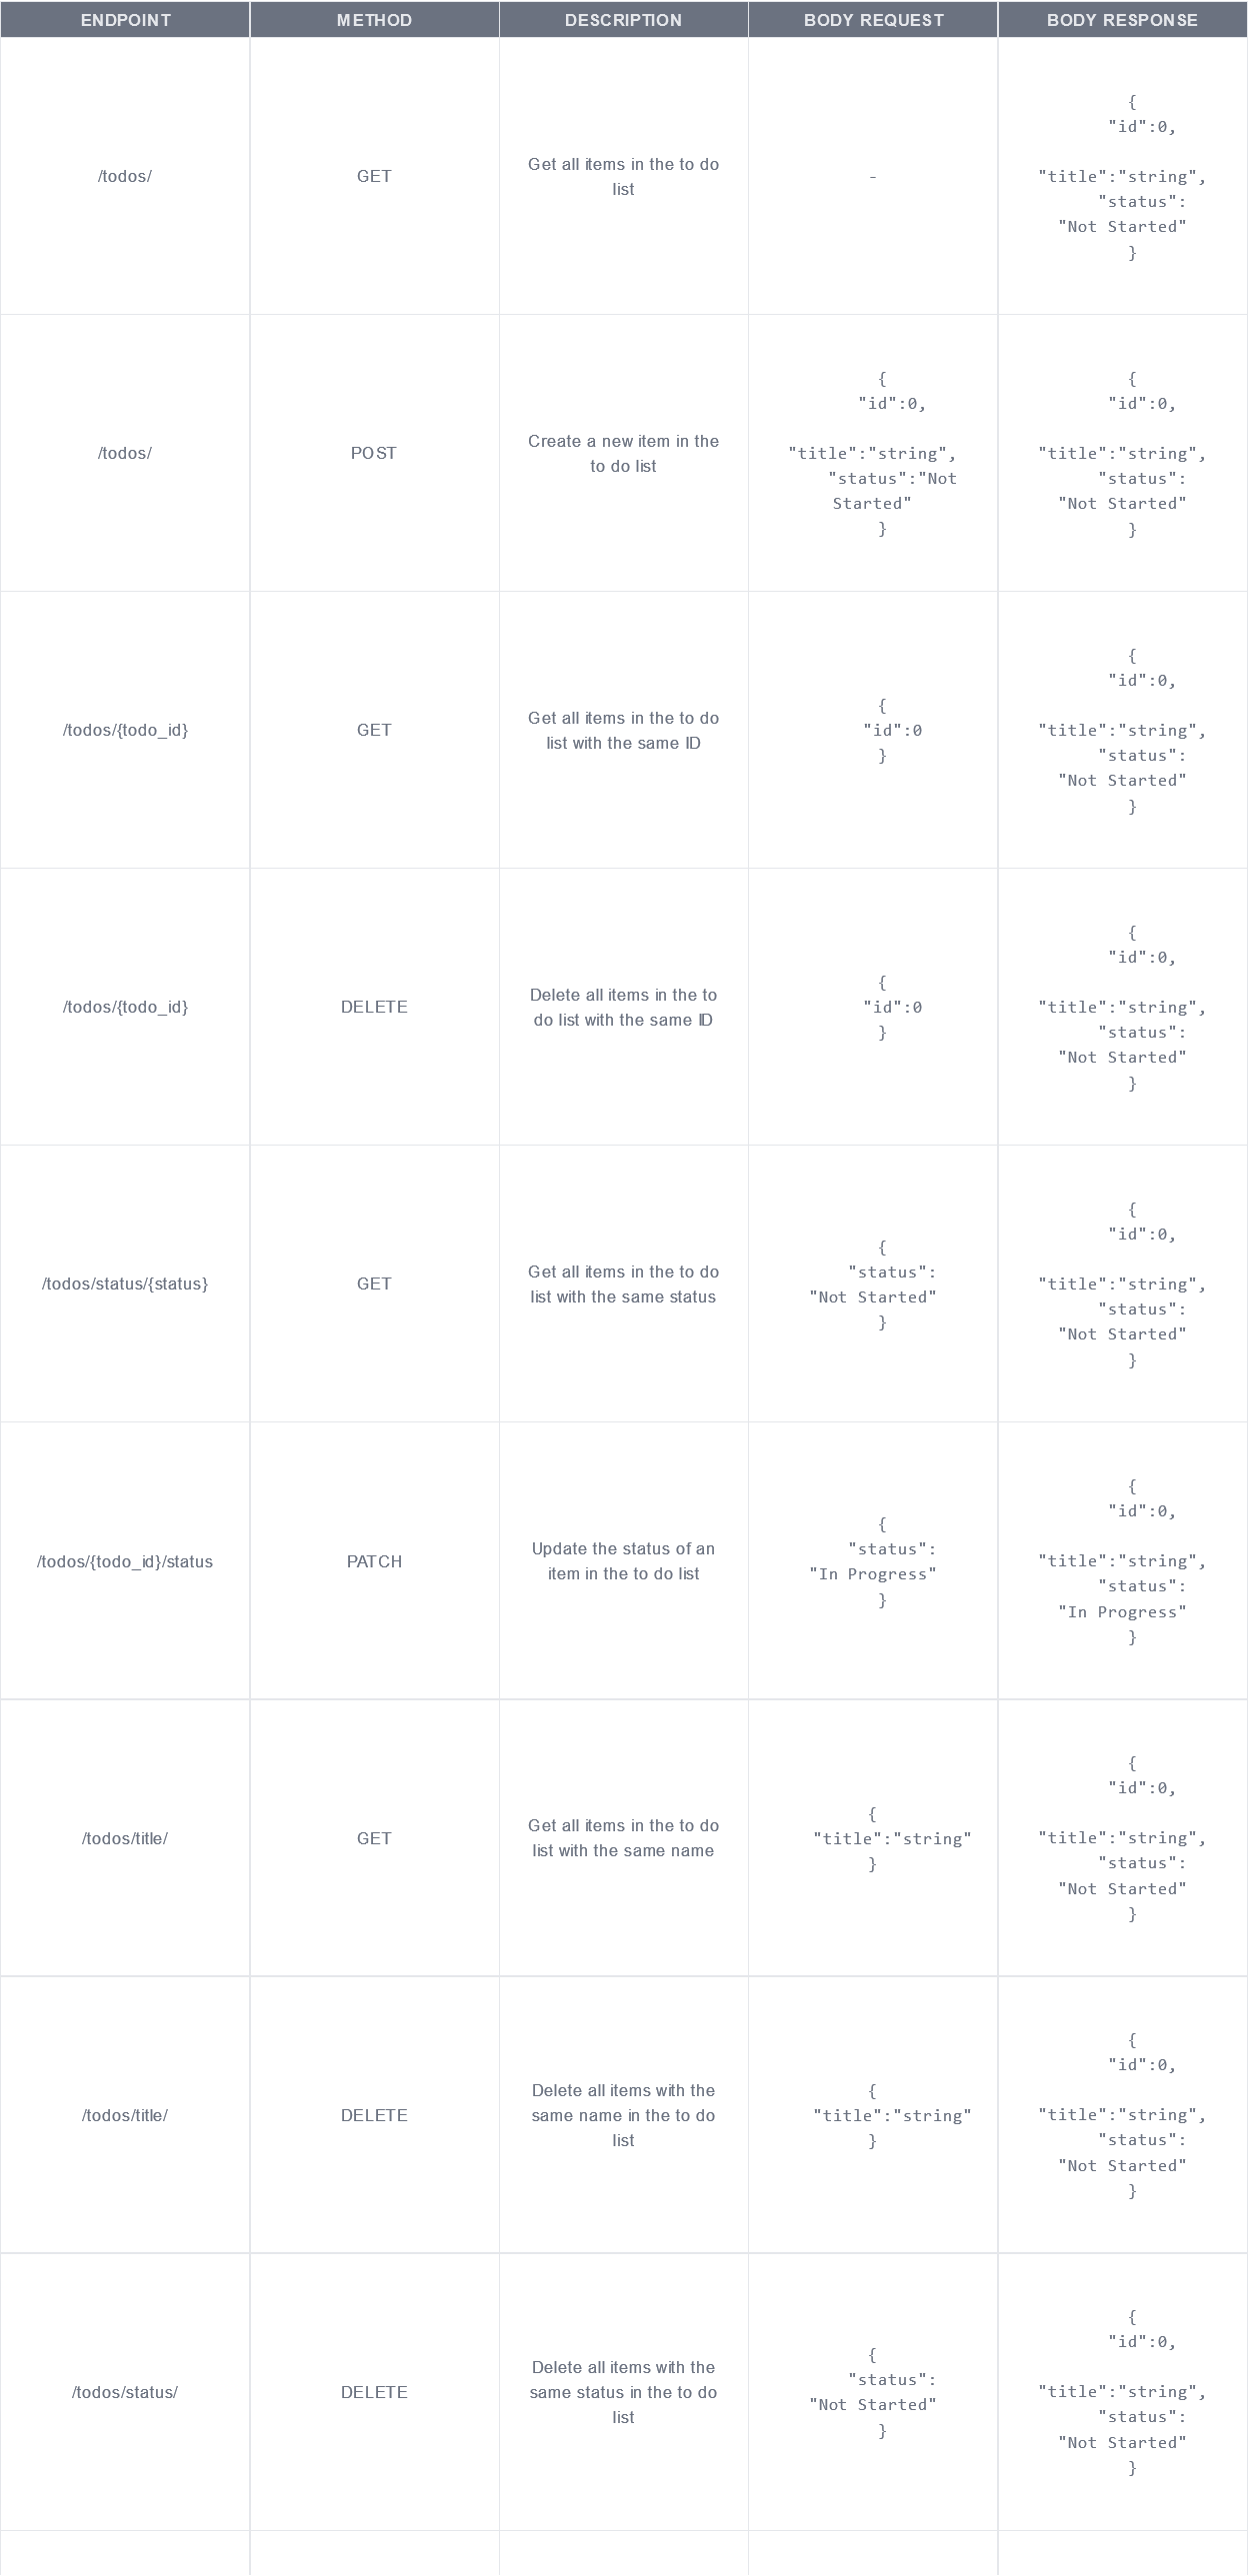 ENDPOINT METHOD DESCRIPTION BODY REQUEST BODY RESPONSE
/todos/
GET
Get all items in the to do
list
-
{
"id":0,
"title":"string",
"status":
"Not Started"
}
/todos/
POST
Create a new item in the
to do list
{
"id":0,
"title":"string",
"status":"Not
Started"
}
{
"id":0,
"title":"string",
"status":
"Not Started"
}
/todos/{todo_id}
GET
Get all items in the to do
list with the same ID
{
"id":0
}
{
"id":0,
"title":"string",
"status":
"Not Started"
}
/todos/{todo_id}
DELETE
Delete all items in the to
do list with the same ID
{
"id":0
}
{
"id":0,
"title":"string",
"status":
"Not Started"
}
/todos/status/{status}
GET
Get all items in the to do
list with the same status
{
"status":
"Not Started"
}
{
"id":0,
"title":"string",
"status":
"Not Started"
}
/todos/{todo_id}/status
PATCH
Update the status of an
item in the to do list
{
"status":
"In Progress"
}
{
"id":0,
"title":"string",
"status":
"In Progress"
}
/todos/title/
GET
Get all items in the to do
list with the same name
{
"title":"string"
}
{
"id":0,
"title":"string",
"status":
"Not Started"
}
/todos/title/
DELETE
Delete all items with the
same name in the to do
list
{
"title":"string"
}
{
"id":0,
"title":"string",
"status":
"Not Started"
}
/todos/status/
DELETE
Delete all items with the
same status in the to do
list
{
"status":
"Not Started"
}
{
"id":0,
"title":"string",
"status":
"Not Started"
}